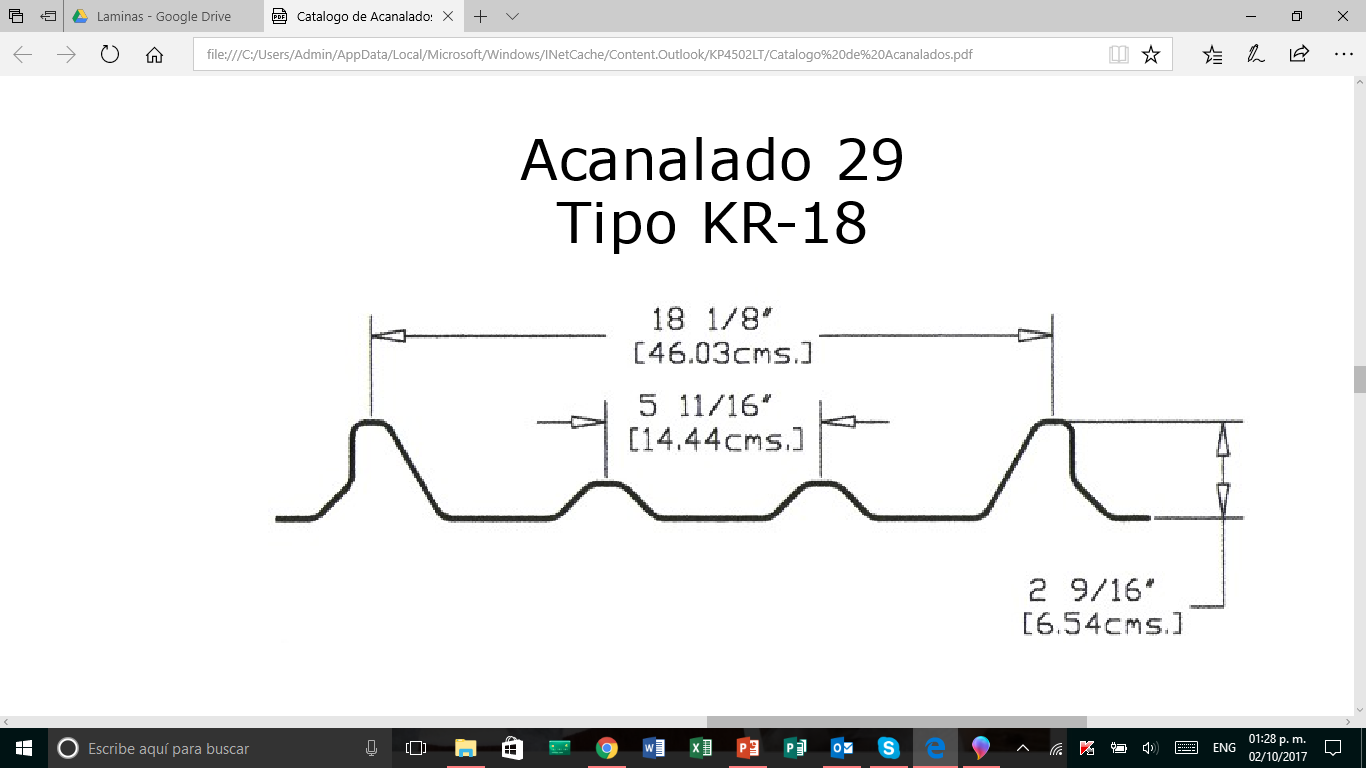 Laminas - Google Drive
Catalogo de Acanalados
file:///C:/Users/Admin/AppData/Local/Microsoft/Windows/INetCache/Content.Outlook/KP4502LT/Catalogo%20de%20Acanalados.pdf
Acanalado 29
Tipo KR-18
18 1/8"
[46.03cms.]
5 11/16"
[14.44cms.]
2 9/16"
[6.54cms.]
Escribe aquí para buscar
ENG
01:28 p. m.
02/10/2017